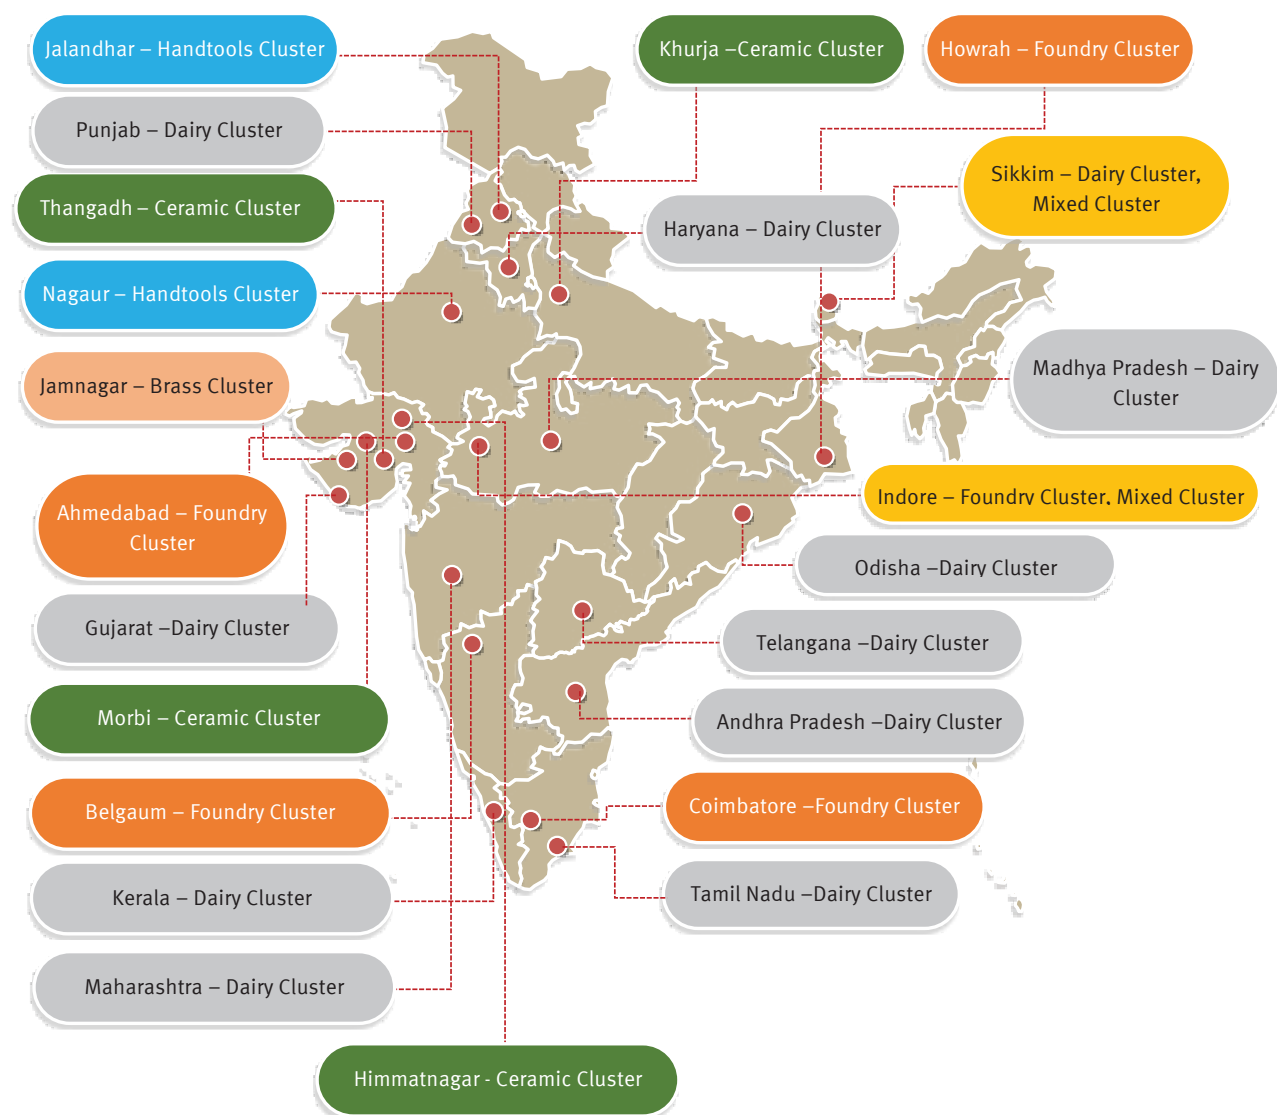 Jalandhar – Handtools Cluster
Punjab – Dairy Cluster
Thangadh – Ceramic Cluster
Nagaur – Handtools Cluster
Jamnagar – Brass Cluster
Ahmedabad – Foundry
Cluster
Gujarat –Dairy Cluster
Morbi – Ceramic Cluster
Belgaum – Foundry Cluster
Kerala – Dairy Cluster
Maharashtra – Dairy Cluster
Himmatnagar - Ceramic Cluster
Khurja –Ceramic Cluster
Howrah – Foundry Cluster
Sikkim – Dairy Cluster,
Mixed Cluster
Haryana – Dairy Cluster
Madhya Pradesh – Dairy
Cluster
Indore – Foundry Cluster, Mixed Cluster
Odisha –Dairy Cluster
Telangana –Dairy Cluster
Andhra Pradesh –Dairy Cluster
Coimbatore –Foundry Cluster
Tamil Nadu –Dairy Cluster